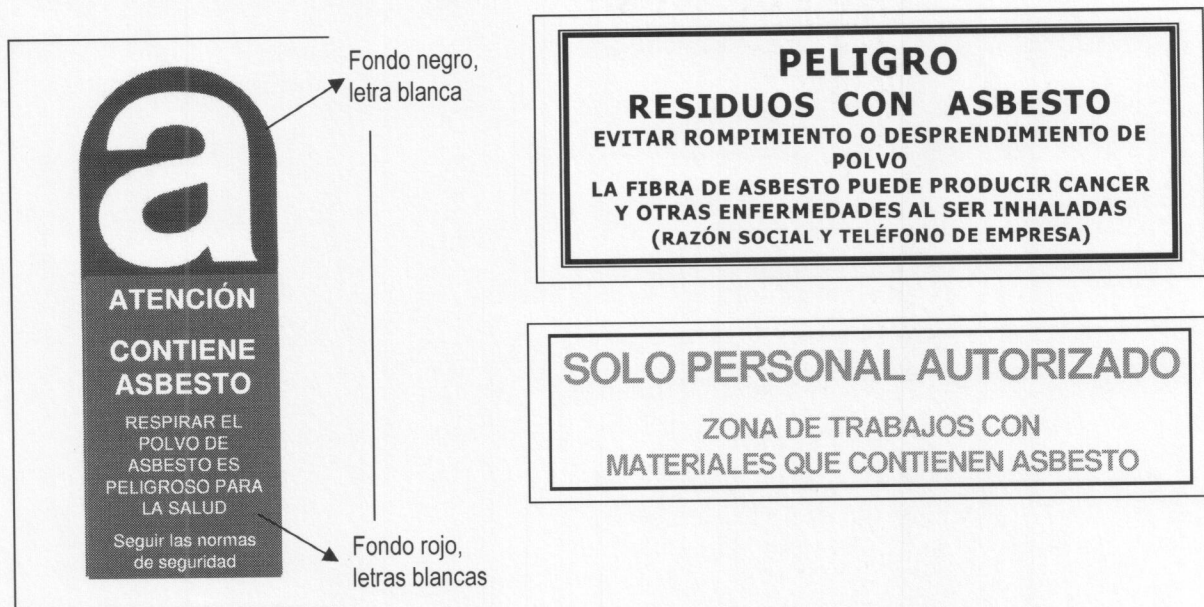 Fondo negro,
letra blanca
a
ATENCIÓN
CONTIENE
ASBESTO
RESPIRAR EL
POLVO DE
ASBESTO ES
PELIGROSO PARA
LA SALUD
Seguir las normas
de seguridad
Fondo rojo,
letras blancas
PELIGRO
RESIDUOS CON ASBESTO
EVITAR ROMPIMIENTO O DESPRENDIMIENTO DE
POLVO
LA FIBRA DE ASBESTO PUEDE PRODUCIR CANCER
Y OTRAS ENFERMEDADES AL SER INHALADAS
(RAZÓN SOCIAL Y TELÉFONO DE EMPRESA)
SOLO PERSONAL AUTORIZADO
ZONA DE TRABAJOS CON
MATERIALES QUE CONTIENEN ASBESTO